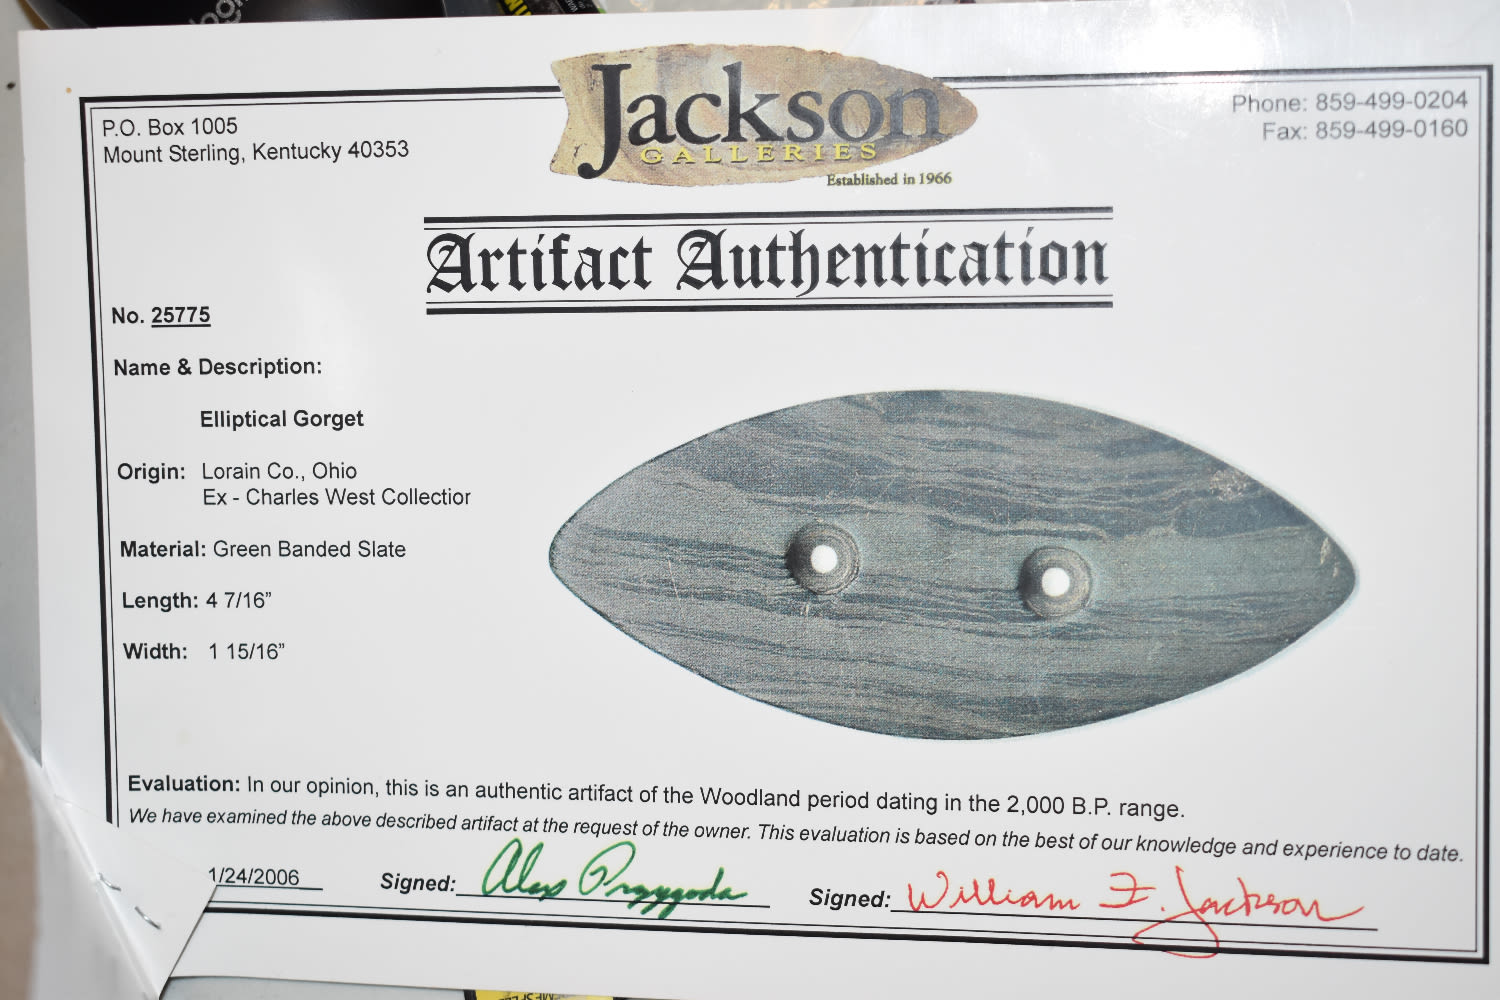 P.O. Box 1005
Mount Sterling, Kentucky 40353
Jackson
GALLERIES
Established in 1966
Phone: 859-499-0204
Fax: 859-499-0160
Artifact Authentication
No. 25775
Name & Description:
Elliptical Gorget
Origin: Lorain Co., Ohio
Ex - Charles West Collectior
Material: Green Banded Slate
Length: 4 7/16”
Width: 1 15/16”
Evaluation: In our opinion, this is an authentic artifact of the Woodland period dating in the 2,000 B.P. range.
We have examined the above described artifact at the request of the owner. This evaluation is based on the best of our knowledge and experience to date.
1/24/2006 Signed: Alex Przygoda Signed: William F. Jackson